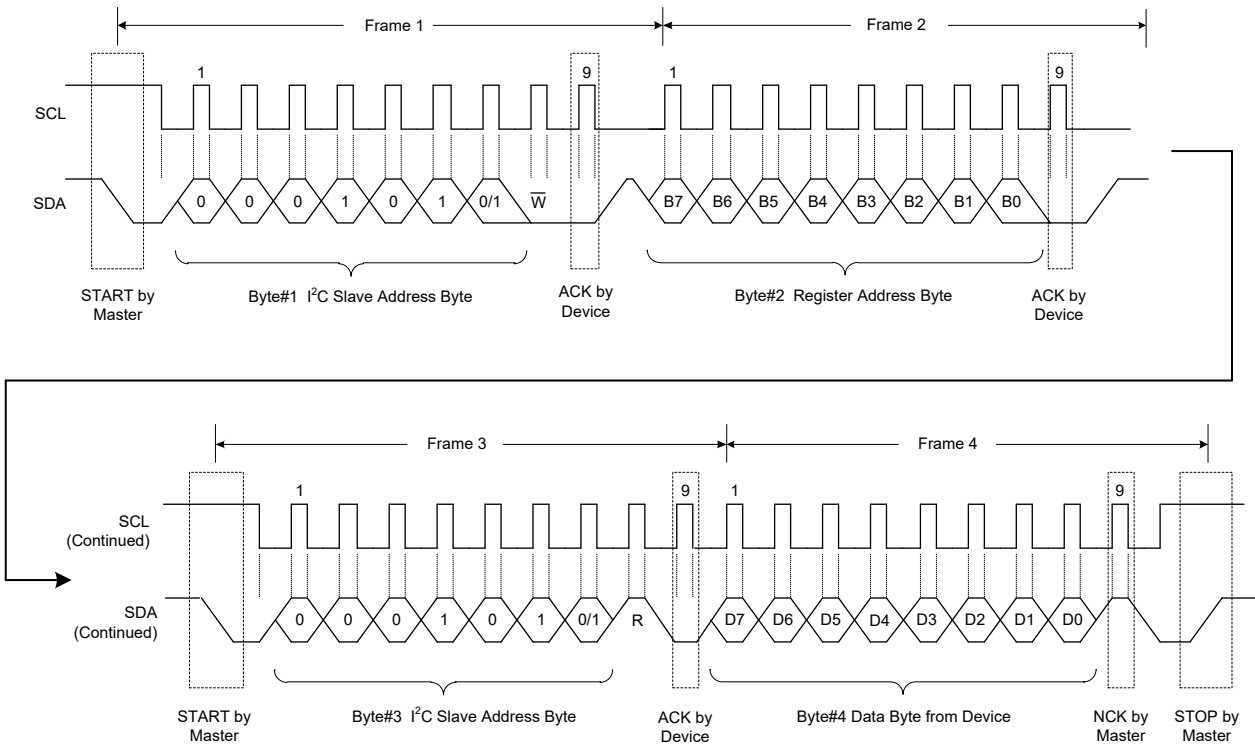 Frame 1 Frame 2
1 9 1 9
SCL
SDA 0 0 0 1 0 1 0/1 W̅ B7 B6 B5 B4 B3 B2 B1 B0
START by Master
Byte#1 I²C Slave Address Byte
ACK by Device
Byte#2 Register Address Byte
ACK by Device
Frame 3 Frame 4
1 9 1 9
SCL (Continued)
SDA (Continued) 0 0 0 1 0 1 0/1 R D7 D6 D5 D4 D3 D2 D1 D0
START by Master
Byte#3 I²C Slave Address Byte
ACK by Device
Byte#4 Data Byte from Device
NCK by Master
STOP by Master